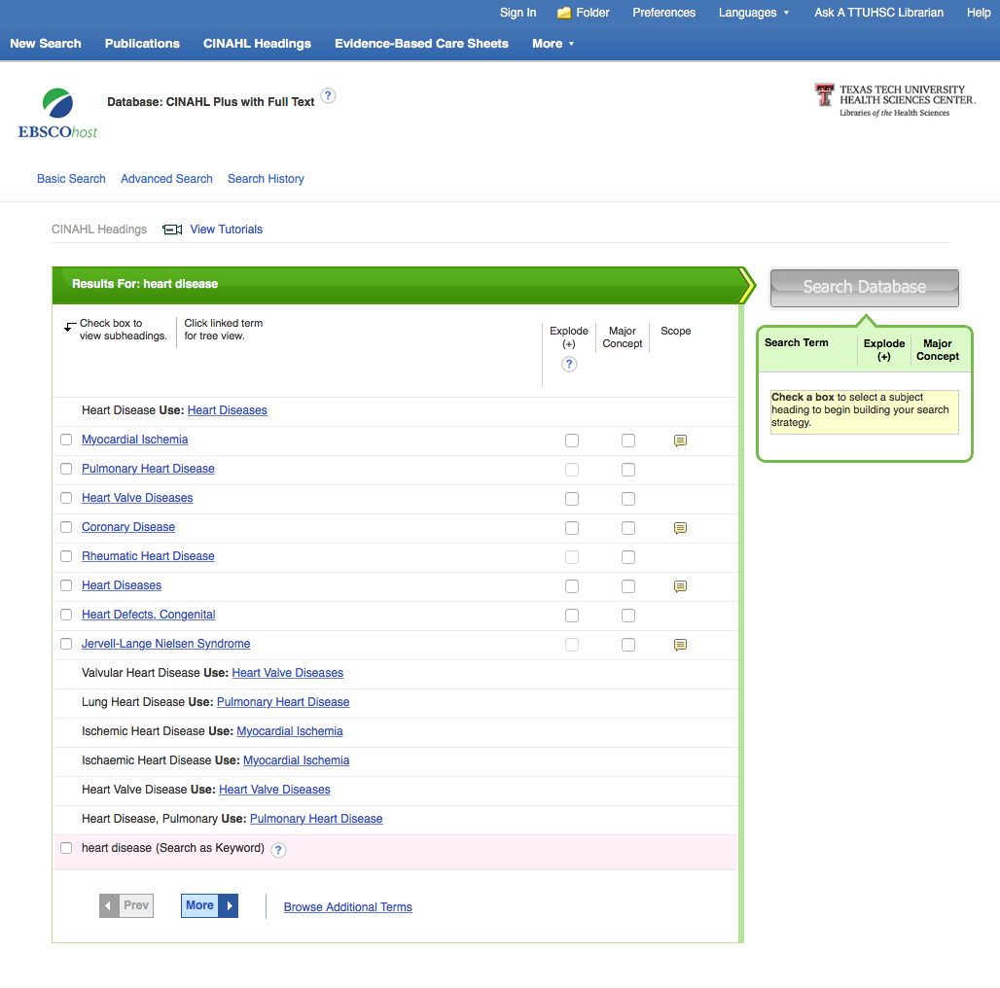 Sign In Folder Preferences Languages Ask A TTUHSC Librarian Help
New Search Publications CINAHL Headings Evidence-Based Care Sheets More
Database: CINAHL Plus with Full Text ?
EBSCOhost
TEXAS TECH UNIVERSITY
HEALTH SCIENCES CENTER.
Libraries of the Health Sciences
Basic Search Advanced Search Search History
CINAHL Headings View Tutorials
Results For: heart disease
Search Database
Check box to
view subheadings.
Click linked term
for tree view.
Explode
(+)
?
Major
Concept
Scope
Search Term
Explode
(+)
Major
Concept
Check a box to select a subject
heading to begin building your search
strategy.
Heart Disease Use: Heart Diseases
Myocardial Ischemia
Pulmonary Heart Disease
Heart Valve Diseases
Coronary Disease
Rheumatic Heart Disease
Heart Diseases
Heart Defects, Congenital
Jervell-Lange Nielsen Syndrome
Valvular Heart Disease Use: Heart Valve Diseases
Lung Heart Disease Use: Pulmonary Heart Disease
Ischemic Heart Disease Use: Myocardial Ischemia
Ischaemic Heart Disease Use: Myocardial Ischemia
Heart Valve Disease Use: Heart Valve Diseases
Heart Disease, Pulmonary Use: Pulmonary Heart Disease
heart disease (Search as Keyword) ?
Prev More Browse Additional Terms